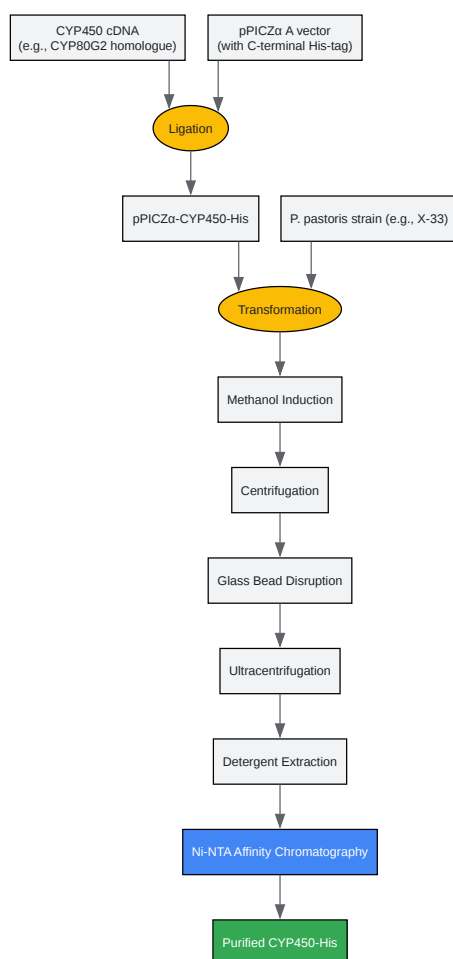 CYP450 cDNA
(e.g., CYP80G2 homologue)
pPICZα A vector
(with C-terminal His-tag)
Ligation
pPICZα-CYP450-His
P. pastoris strain (e.g., X-33)
Transformation
Methanol Induction
Centrifugation
Glass Bead Disruption
Ultracentrifugation
Detergent Extraction
Ni-NTA Affinity Chromatography
Purified CYP450-His